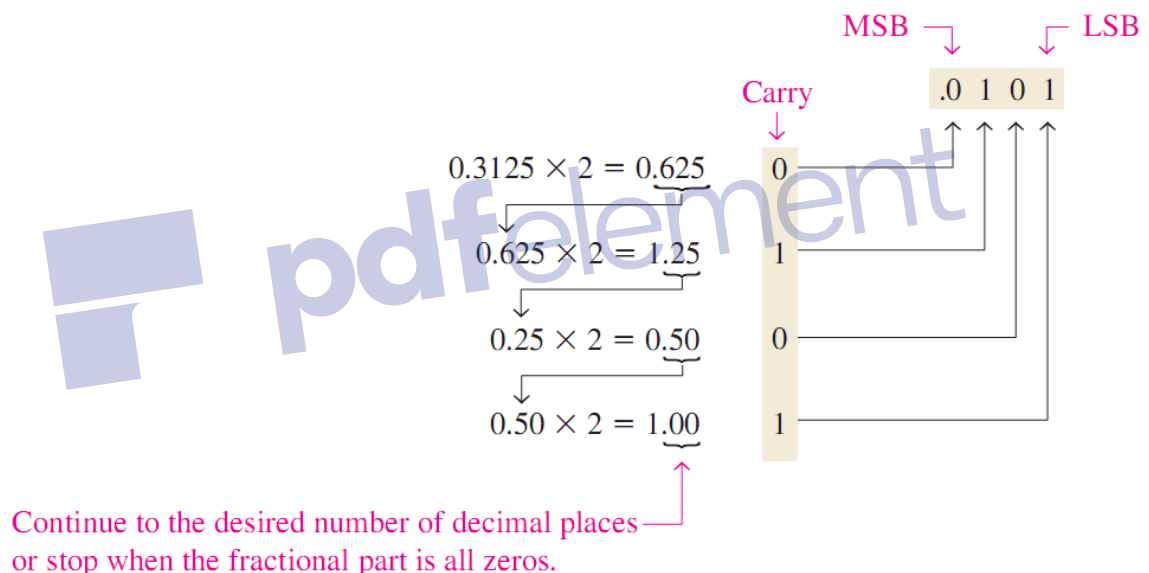 MSB LSB
.0 1 0 1
Carry
0.3125 × 2 = 0.625 0
0.625 × 2 = 1.25 1
0.25 × 2 = 0.50 0
0.50 × 2 = 1.00 1
Continue to the desired number of decimal places
or stop when the fractional part is all zeros.
pdfelement